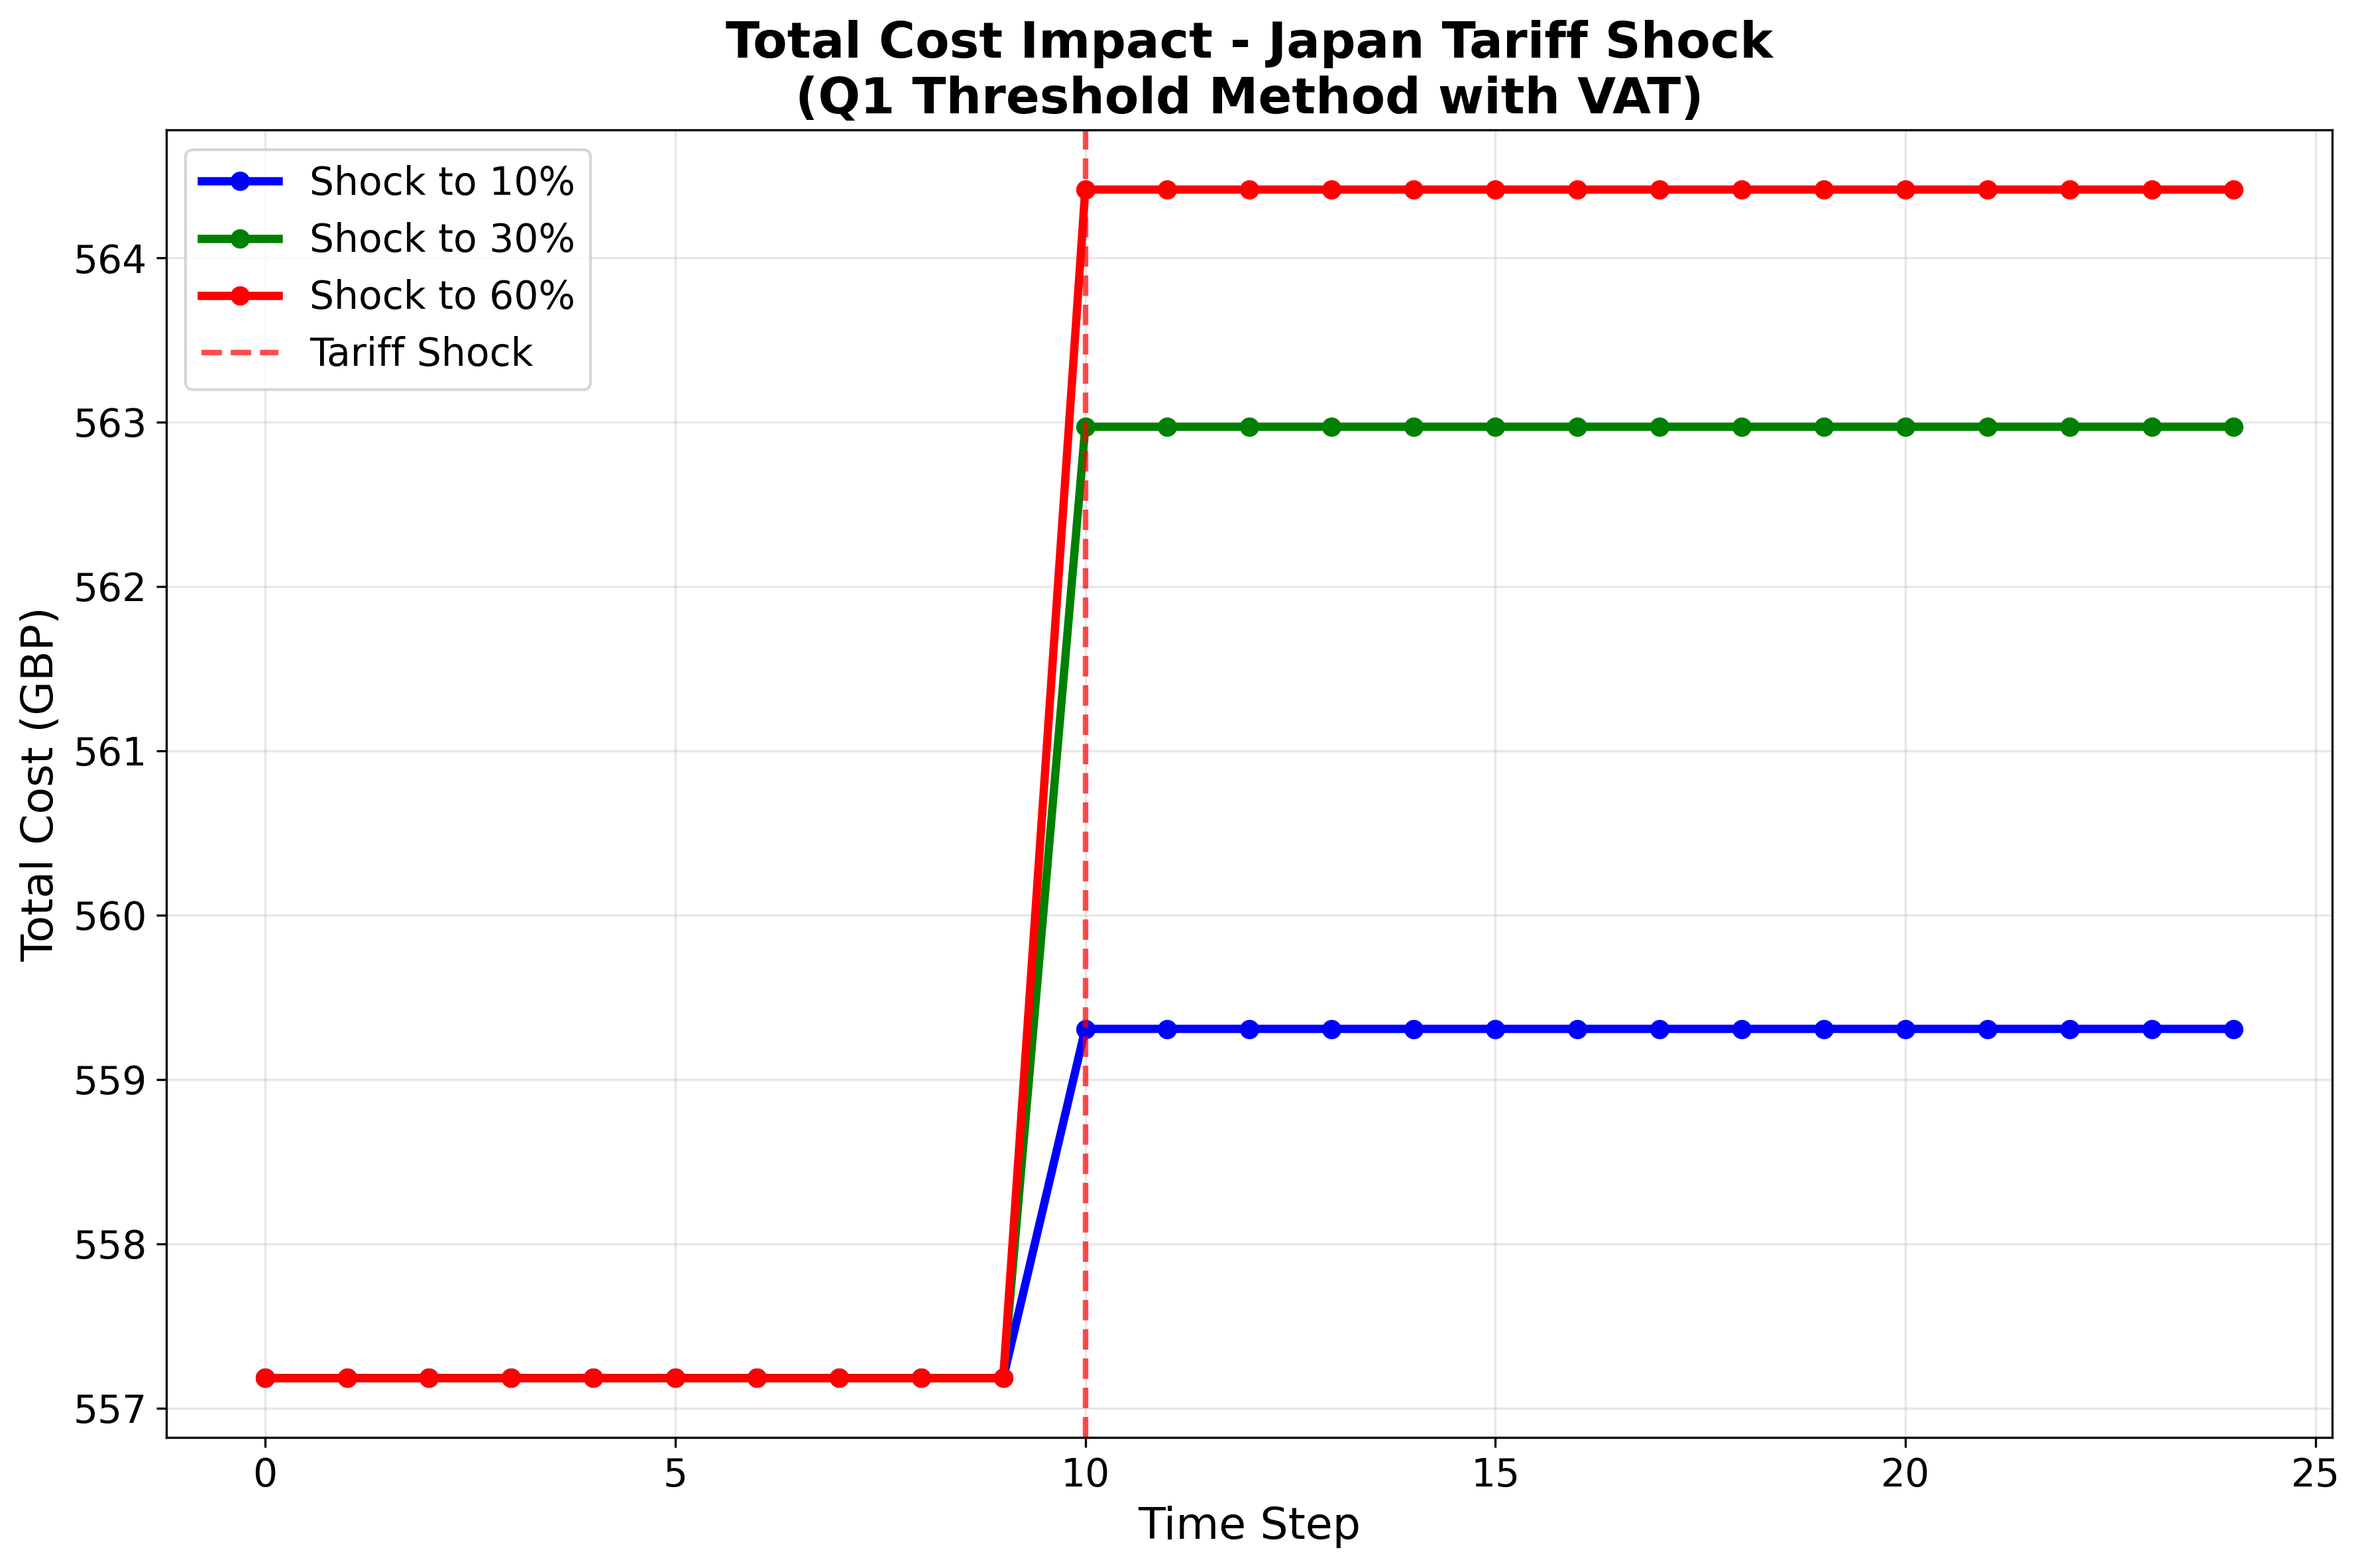 Total Cost Impact - Japan Tariff Shock
(Q1 Threshold Method with VAT)
Shock to 10%
Shock to 30%
Shock to 60%
Tariff Shock
Total Cost (GBP)
564
563
562
561
560
559
558
557
0 5 10 15 20 25
Time Step